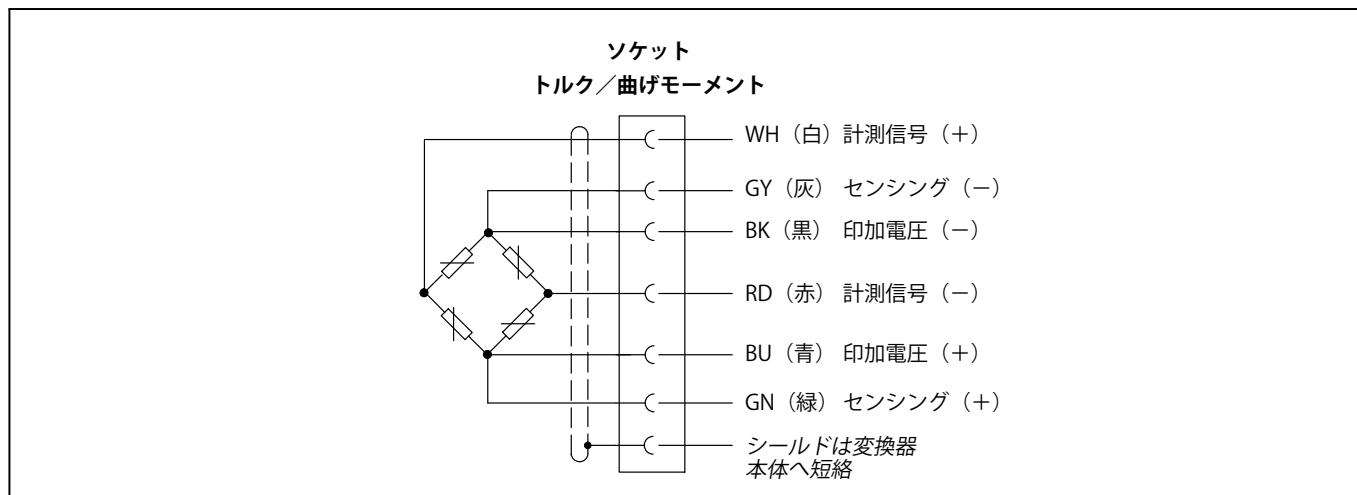 ソケット
トルク／曲げモーメント
WH（白）計測信号（＋）
GY（灰） センシング（－）
BK（黒） 印加電圧（－）
RD（赤） 計測信号（－）
BU（青） 印加電圧（＋）
GN（緑） センシング（＋）
シールドは変換器
本体へ短絡